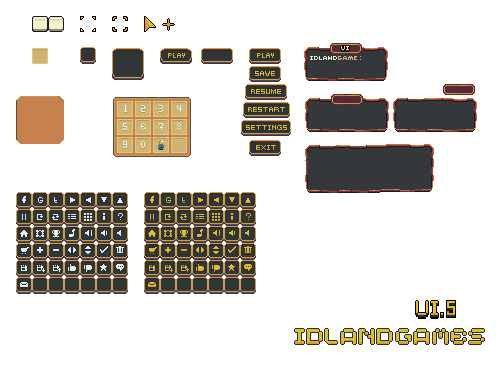 PLAY
PLAY
SAVE
RESUME
RESTART
SETTINGS
EXIT
UI
IDLANDGAME:
1 2 3 4
5 6 7 8
9 0
f G t
UI.5
IDLANDGAMES